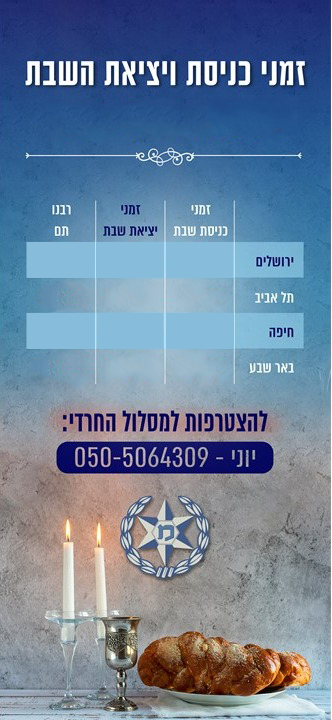 זמני כניסת ויציאת השבת
זמני כניסת שבת
זמני יציאת שבת
רבנו תם
ירושלים
תל אביב
חיפה
באר שבע
להצטרפות למסלול החרדי:
יוני - 050-5064309
מ